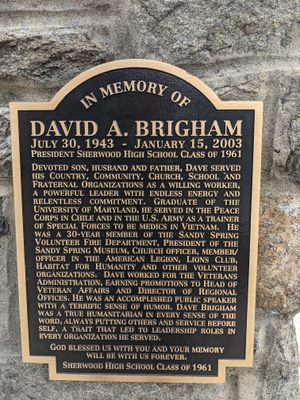 IN MEMORY OF
DAVID A. BRIGHAM
JULY 30, 1943 - JANUARY 15, 2003
PRESIDENT SHERWOOD HIGH SCHOOL CLASS OF 1961
DEVOTED SON, HUSBAND AND FATHER, DAVE SERVED
HIS COUNTRY, COMMUNITY, CHURCH, SCHOOL AND
FRATERNAL ORGANIZATIONS AS A WILLING WORKER,
A POWERFUL LEADER WITH ENDLESS ENERGY AND
RELENTLESS COMMITMENT. GRADUATE OF THE
UNIVERSITY OF MARYLAND, HE SERVED IN THE PEACE
CORPS IN CHILE AND IN THE U.S. ARMY AS A TRAINER
OF SPECIAL FORCES TO BE MEDICS IN VIETNAM. HE
WAS A 30-YEAR MEMBER OF THE SANDY SPRING
VOLUNTEER FIRE DEPARTMENT, PRESIDENT OF THE
SANDY SPRING MUSEUM, CHURCH OFFICER, MEMBER/
OFFICER IN THE AMERICAN LEGION, LIONS CLUB,
HABITAT FOR HUMANITY AND OTHER VOLUNTEER
ORGANIZATIONS. DAVE WORKED FOR THE VETERANS
ADMINISTRATION, EARNING PROMOTIONS TO HEAD OF
VETERAN AFFAIRS AND DIRECTOR OF REGIONAL
OFFICES. HE WAS AN ACCOMPLISHED PUBLIC SPEAKER
WITH A TERRIFIC SENSE OF HUMOR. DAVE BRIGHAM
WAS A TRUE HUMANITARIAN IN EVERY SENSE OF THE
WORD, ALWAYS PUTTING OTHERS AND SERVICE BEFORE
SELF, A TRAIT THAT LED TO LEADERSHIP ROLES IN
EVERY ORGANIZATION HE SERVED.
GOD BLESSED US WITH YOU AND YOUR MEMORY
WILL BE WITH US FOREVER.
SHERWOOD HIGH SCHOOL CLASS OF 1961